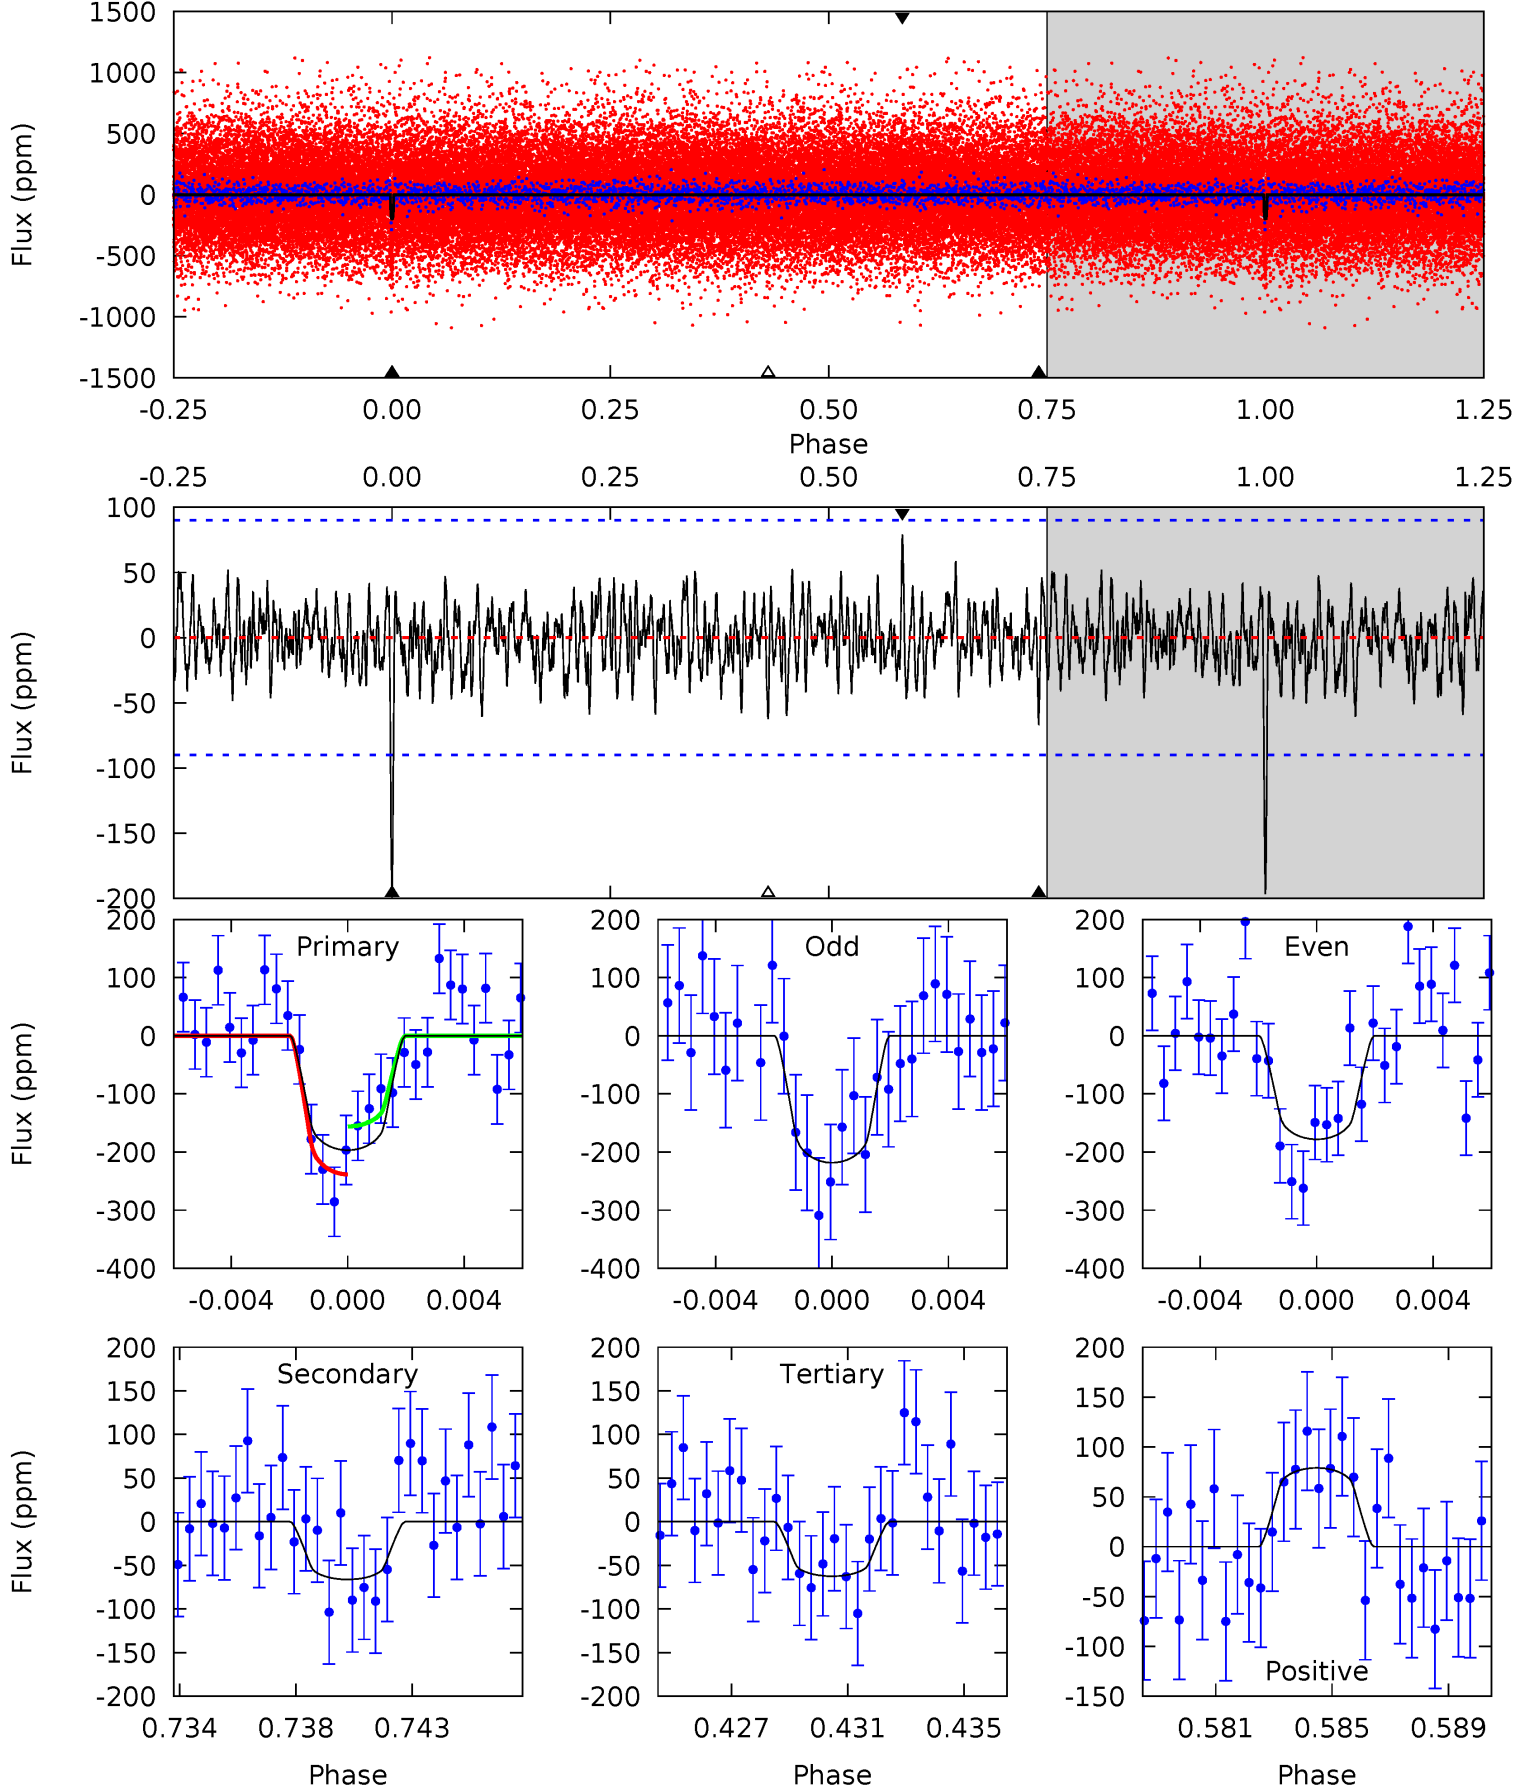 1500
1000
500
0
-500
-1000
-1500
Flux (ppm)
-0.25 0.00 0.25 0.50 0.75 1.00 1.25
Phase
-0.25 0.00 0.25 0.50 0.75 1.00 1.25
100
50
0
-50
-100
-150
-200
Flux (ppm)
Primary Odd Even
200 200 200
100 100 100
0 0 0
-100 -100 -100
-200 -200 -200
-300 -300 -300
-400 -400 -400
Flux (ppm)
-0.004 0.000 0.004 -0.004 0.000 0.004 -0.004 0.000 0.004
Secondary Tertiary Positive
200 200 200
150 150 150
100 100 100
50 50 50
0 0 0
-50 -50 -50
-100 -100 -100
-150 -150 -150
-200 -200
Flux (ppm)
0.734 0.738 0.743 0.427 0.431 0.435 0.581 0.585 0.589
Phase Phase Phase